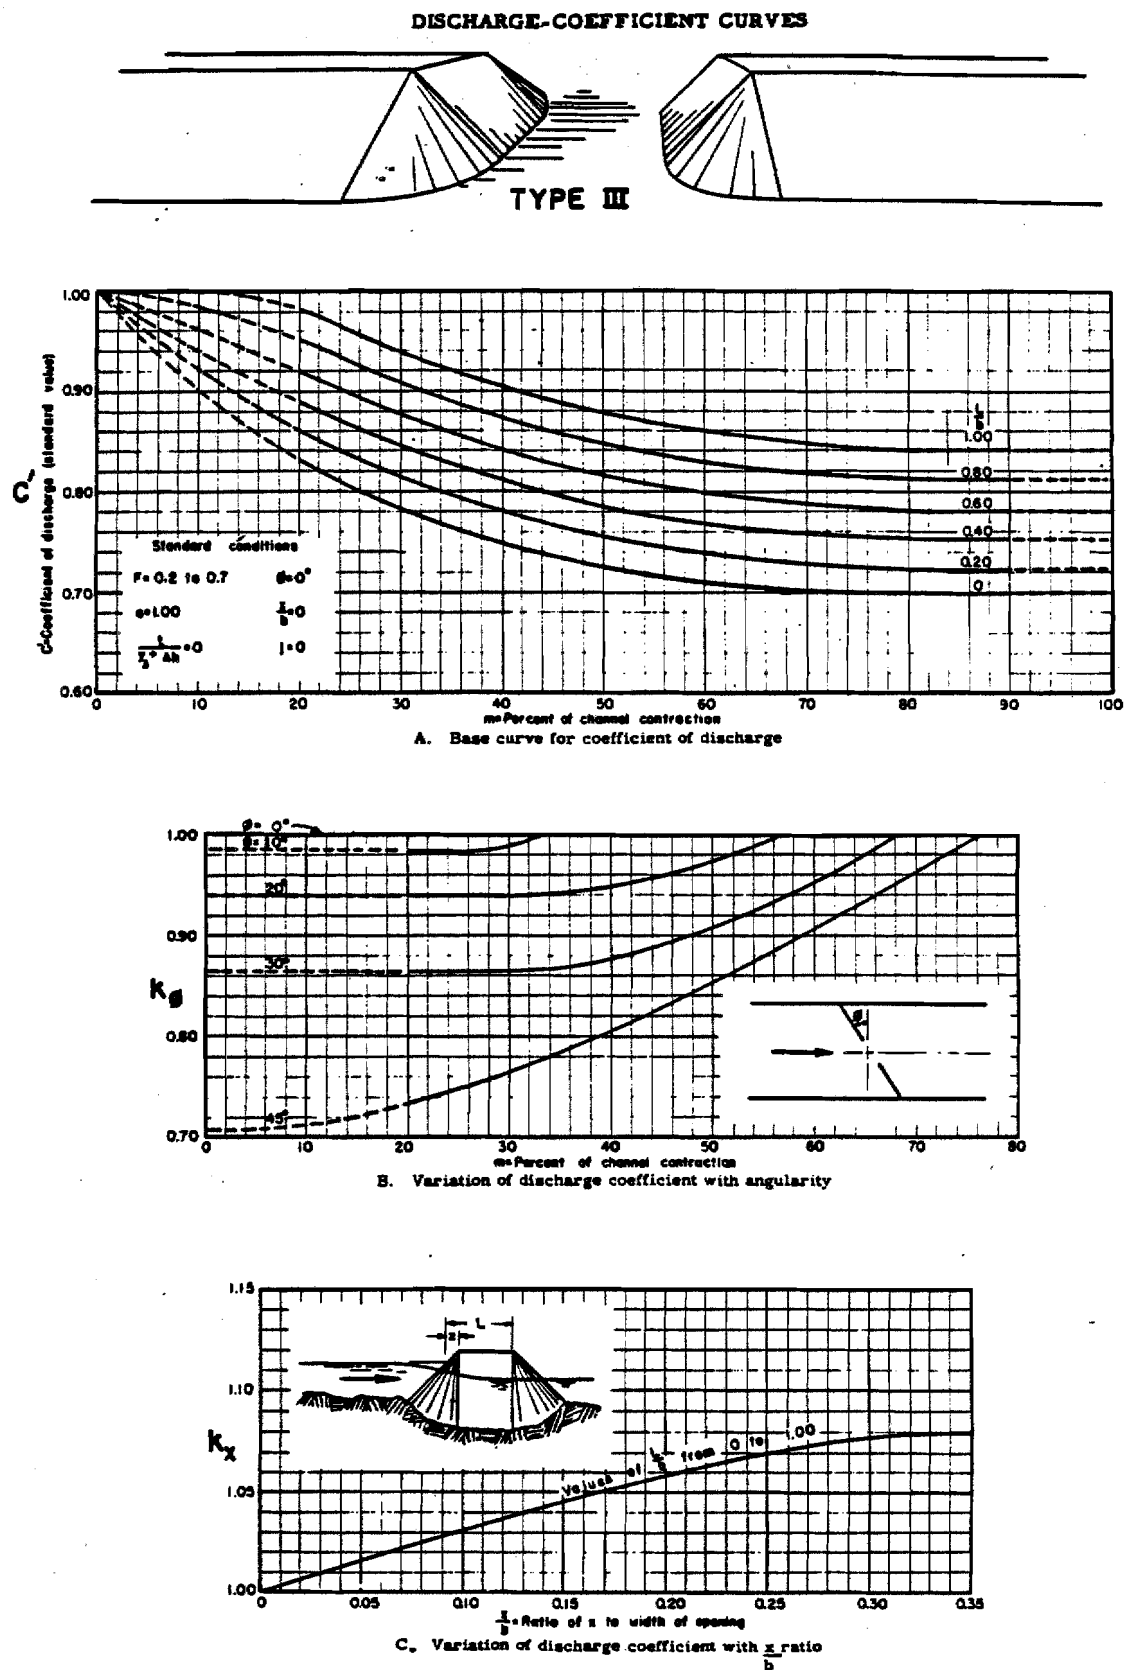 DISCHARGE-COEFFICIENT CURVES
TYPE III
C'=Coefficient of discharge (standard value)
1.00
0.90
0.80
0.70
0.60
L/b
1.00
0.80
0.60
0.40
0.20
0
Standard conditions
F=0.2 to 0.7 ø=0°
e=1.00 x/b=0
=0 j=0
0 10 20 30 40 50 60 70 80 90 100
m=Percent of channel contraction
A. Base curve for coefficient of discharge
ø= 0°
ø=10°
20°
30°
45°
kø
1.00
0.90
0.80
0.70
ø
0 10 20 30 40 50 60 70 80
m=Percent of channel contraction
B. Variation of discharge coefficient with angularity
1.15
1.10
1.05
1.00
kx
x L
Values of L/b from 0 to 1.00
0 0.05 0.10 0.15 0.20 0.25 0.30 0.35
x/b=Ratio of x to width of opening
C. Variation of discharge coefficient with x/b ratio